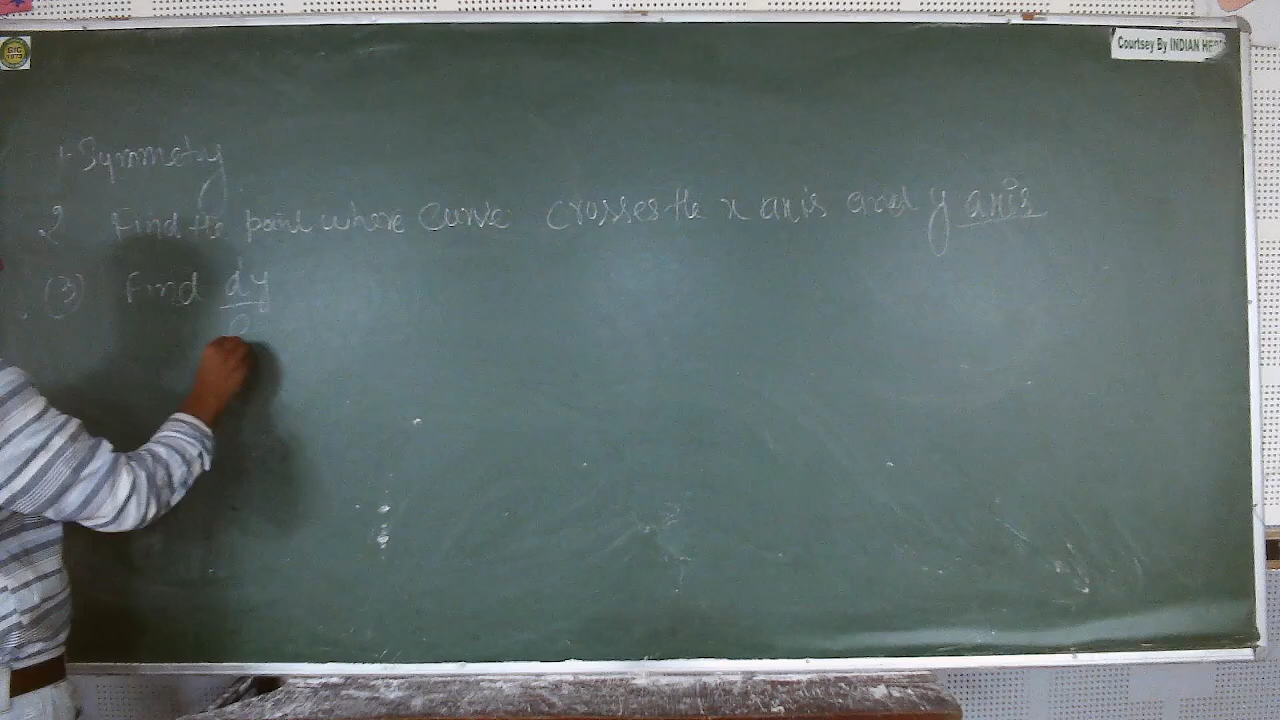 Courtsey By INDIAN HE
1. Symmetry
2 Find the point where curve crosses the x axis and y axis
(3) Find dy